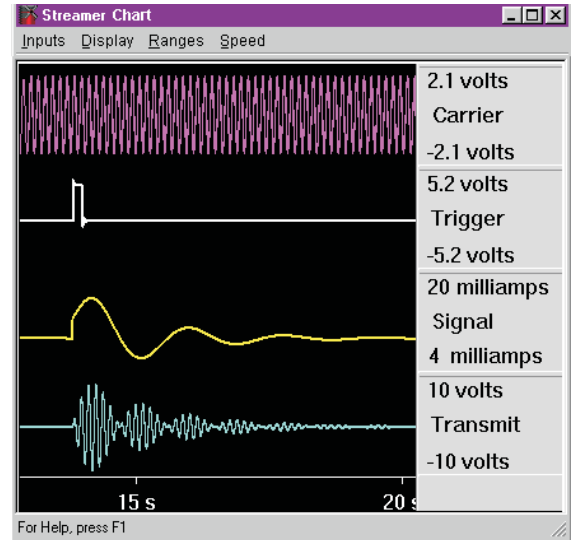 Streamer Chart
Inputs Display Ranges Speed
2.1 volts
Carrier
-2.1 volts
5.2 volts
Trigger
-5.2 volts
20 milliamps
Signal
4 milliamps
10 volts
Transmit
-10 volts
15 s 20 s
For Help, press F1